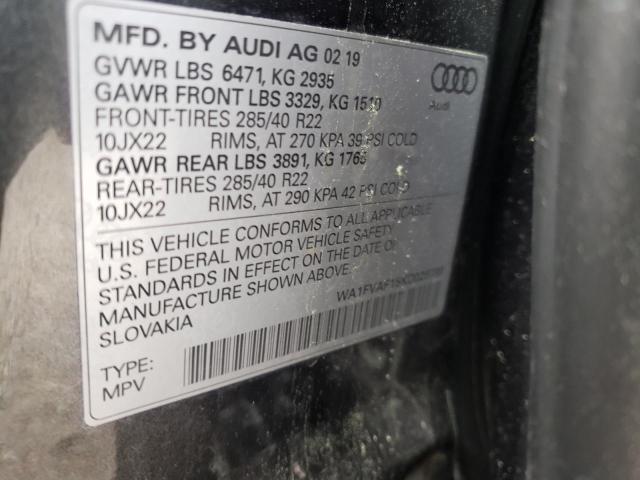 MFD. BY AUDI AG 02 19
GVWR LBS 6471, KG 2935
GAWR FRONT LBS 3329, KG 1510
FRONT-TIRES 285/40 R22
10JX22 RIMS, AT 270 KPA 39 PSI COLD
GAWR REAR LBS 3891, KG 1765
REAR-TIRES 285/40 R22
10JX22 RIMS, AT 290 KPA 42 PSI COLD
Audi
THIS VEHICLE CONFORMS TO ALL APPLICABLE
U.S. FEDERAL MOTOR VEHICLE SAFETY
STANDARDS IN EFFECT ON THE DATE OF
MANUFACTURE SHOWN ABOVE.
SLOVAKIA
TYPE:
MPV